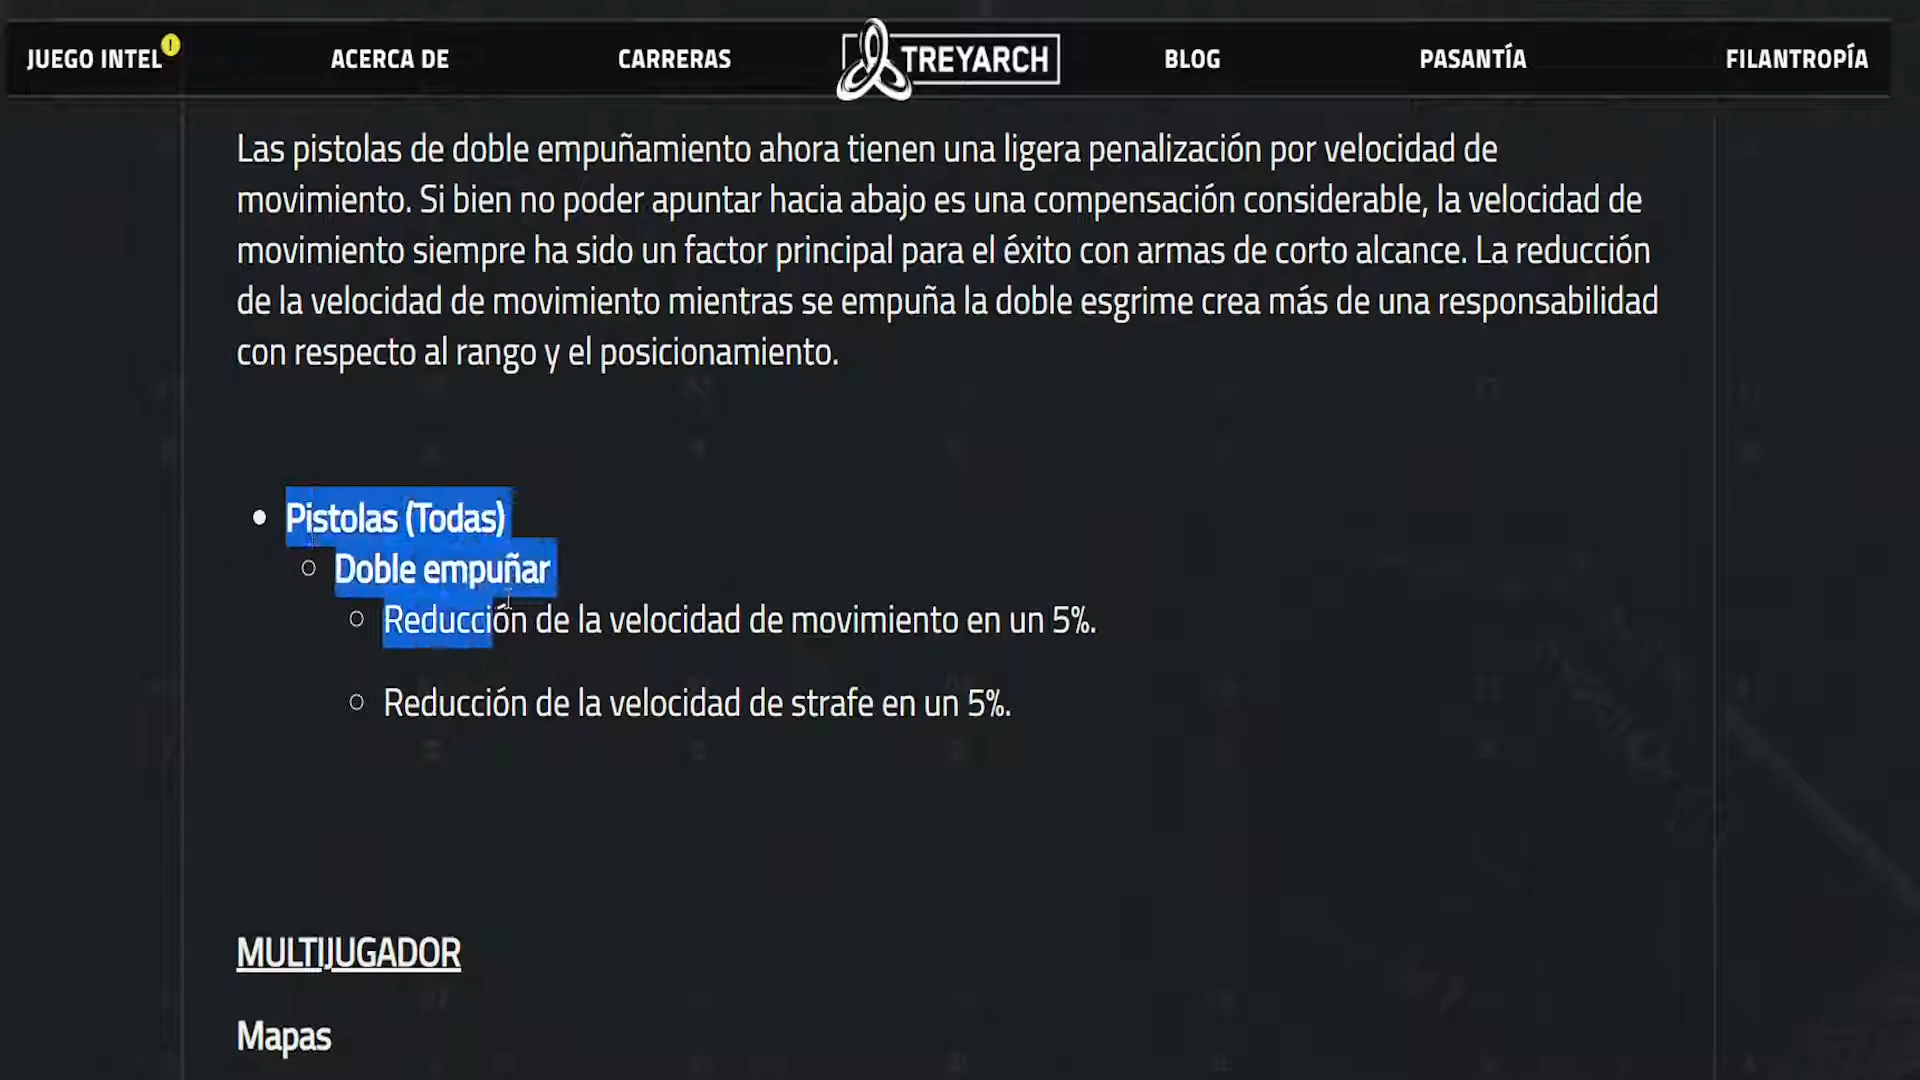 JUEGO INTEL ! ACERCA DE CARRERAS TREYARCH BLOG PASANTÍA FILANTROPÍA
Las pistolas de doble empuñamiento ahora tienen una ligera penalización por velocidad de
movimiento. Si bien no poder apuntar hacia abajo es una compensación considerable, la velocidad de
movimiento siempre ha sido un factor principal para el éxito con armas de corto alcance. La reducción
de la velocidad de movimiento mientras se empuña la doble esgrime crea más de una responsabilidad
con respecto al rango y el posicionamiento.
Pistolas (Todas)
Doble empuñar
Reducción de la velocidad de movimiento en un 5%.
Reducción de la velocidad de strafe en un 5%.
MULTIJUGADOR
Mapas